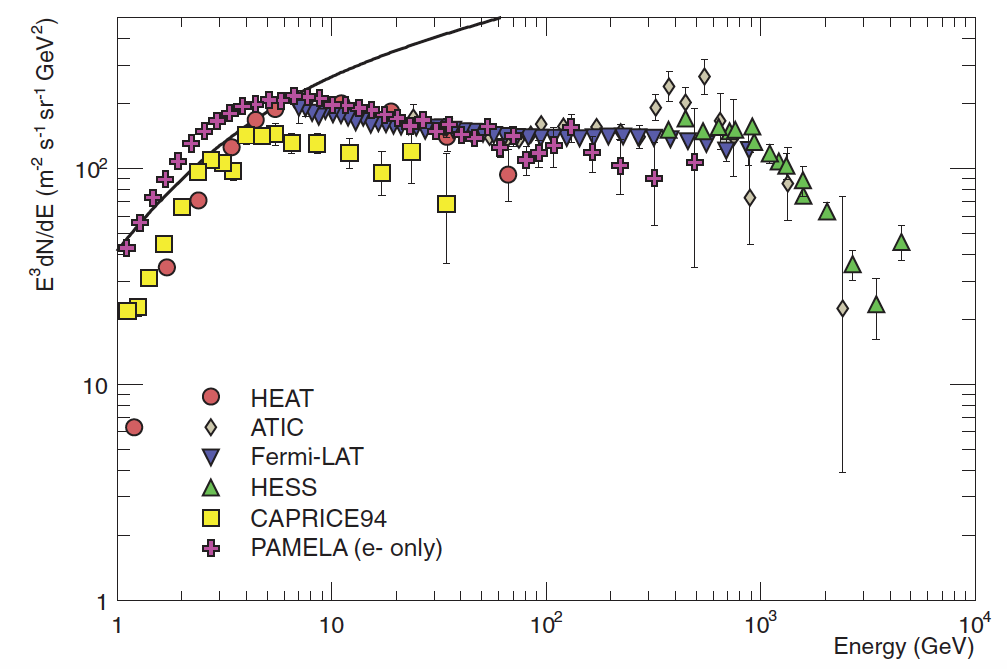 E³dN/dE (m⁻² s⁻¹ sr⁻¹ GeV²)
10²
10
1
HEAT
ATIC
Fermi-LAT
HESS
CAPRICE94
PAMELA (e- only)
1 10 10² 10³ 10⁴
Energy (GeV)